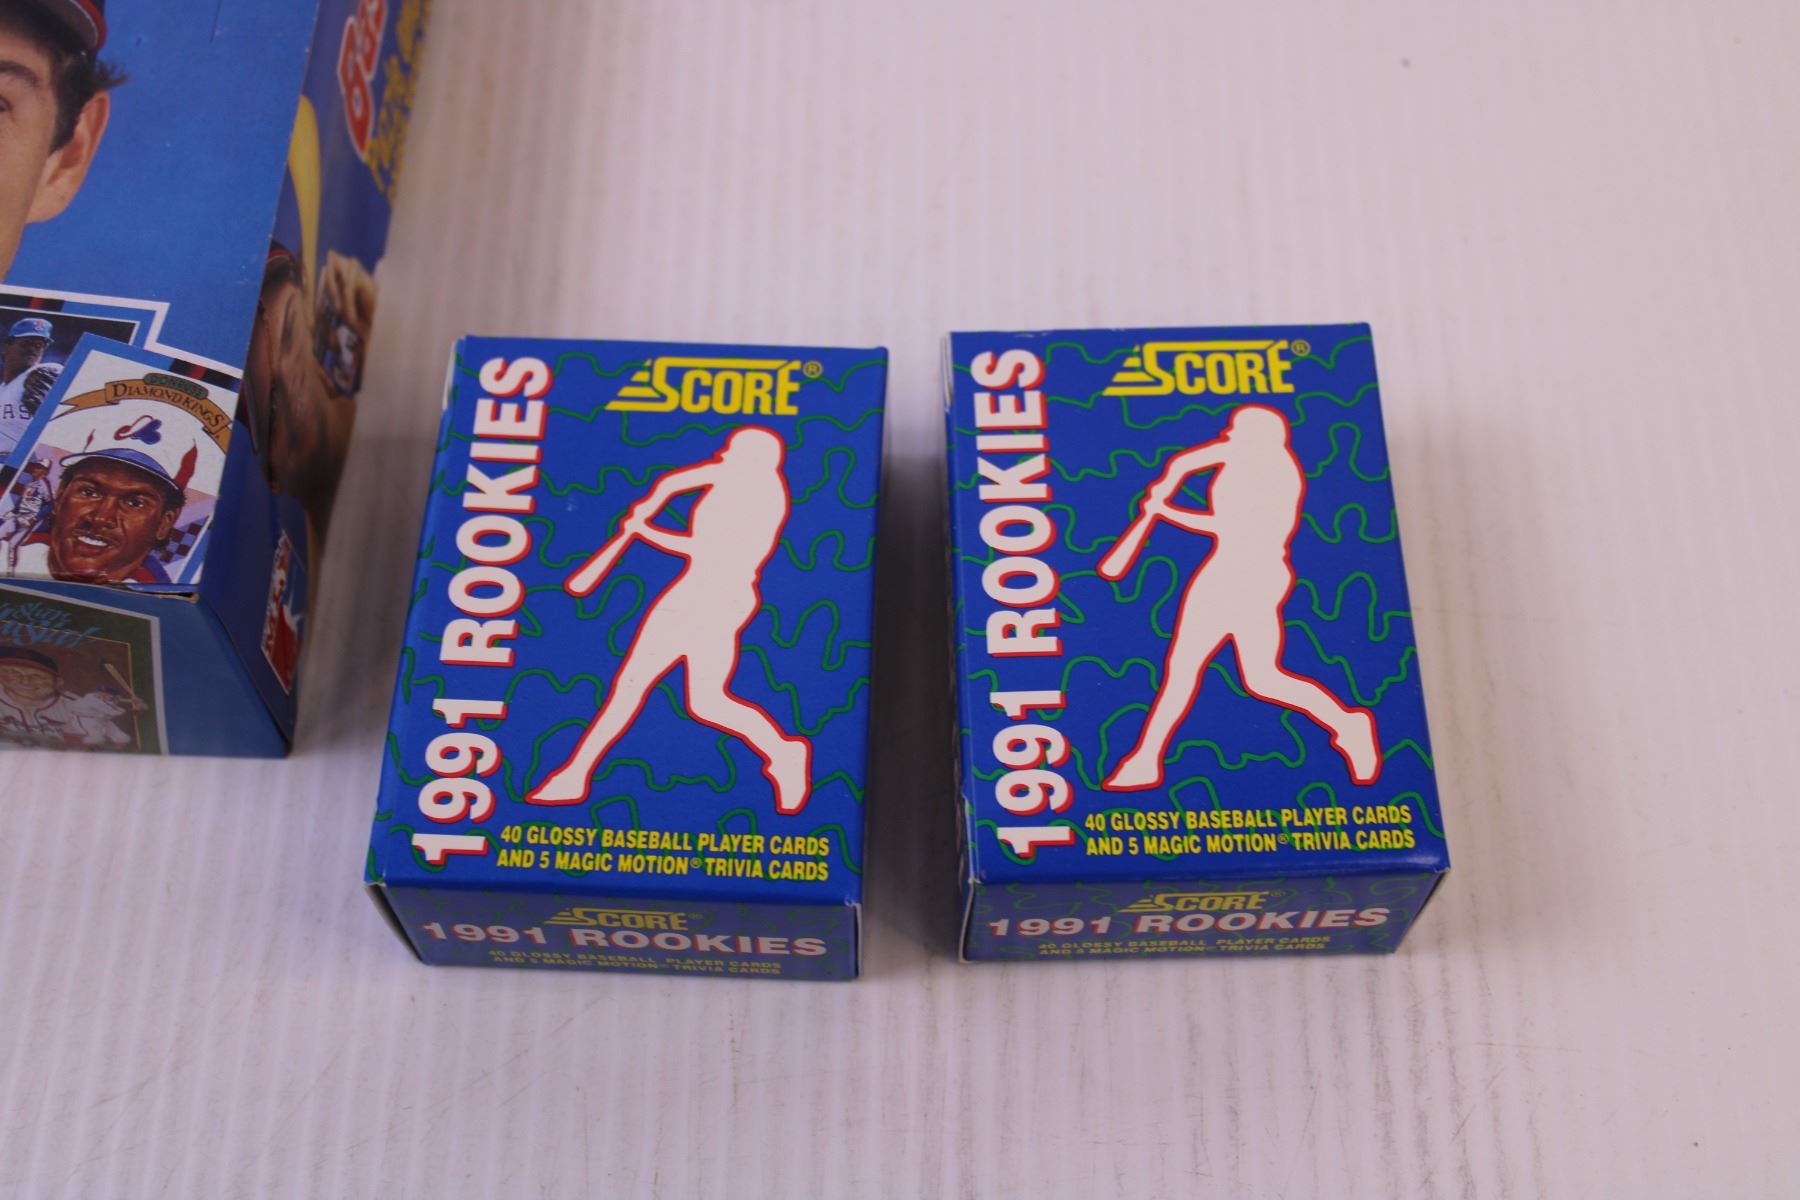 DONRUSS
DIAMOND KINGS
1991 ROOKIES
SCORE®
40 GLOSSY BASEBALL PLAYER CARDS
AND 5 MAGIC MOTION® TRIVIA CARDS
SCORE®
1991 ROOKIES
40 GLOSSY BASEBALL PLAYER CARDS
AND 5 MAGIC MOTION® TRIVIA CARDS
1991 ROOKIES
SCORE®
40 GLOSSY BASEBALL PLAYER CARDS
AND 5 MAGIC MOTION® TRIVIA CARDS
SCORE®
1991 ROOKIES
40 GLOSSY BASEBALL PLAYER CARDS
AND 5 MAGIC MOTION® TRIVIA CARDS